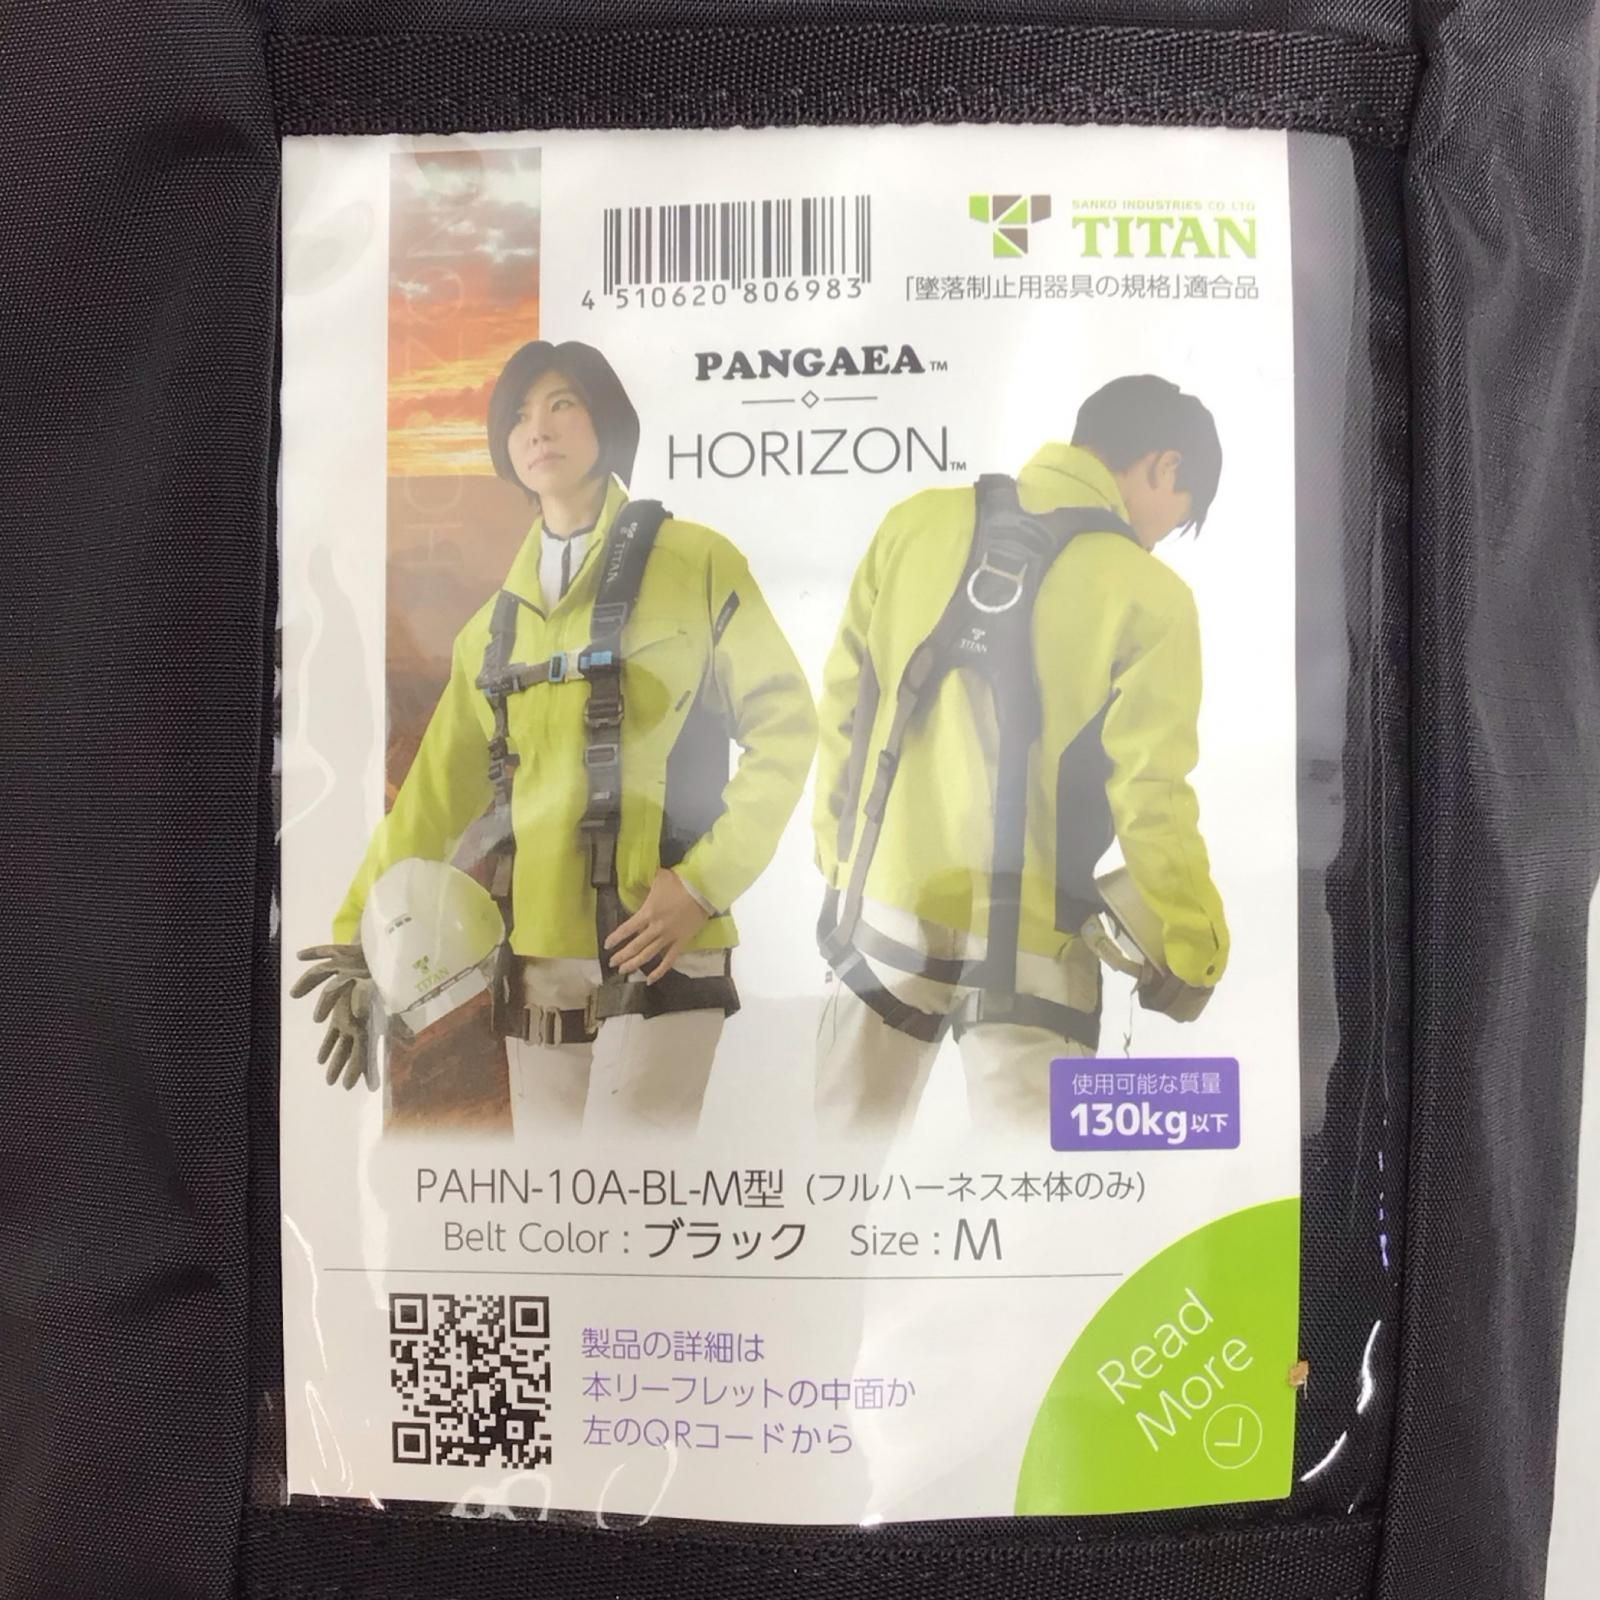 SANKO INDUSTRIES CO.,LTD
TITAN
4 510620 806983
「墜落制止用器具の規格」適合品
PANGAEA™
HORIZON™
HORIZON
TITAN
TITAN
TITAN
使用可能な質量
130kg以下
PAHN-10A-BL-M型 (フルハーネス本体のみ)
Belt Color : ブラック Size : M
製品の詳細は
本リーフレットの中面か
左のQRコードから
Read
More